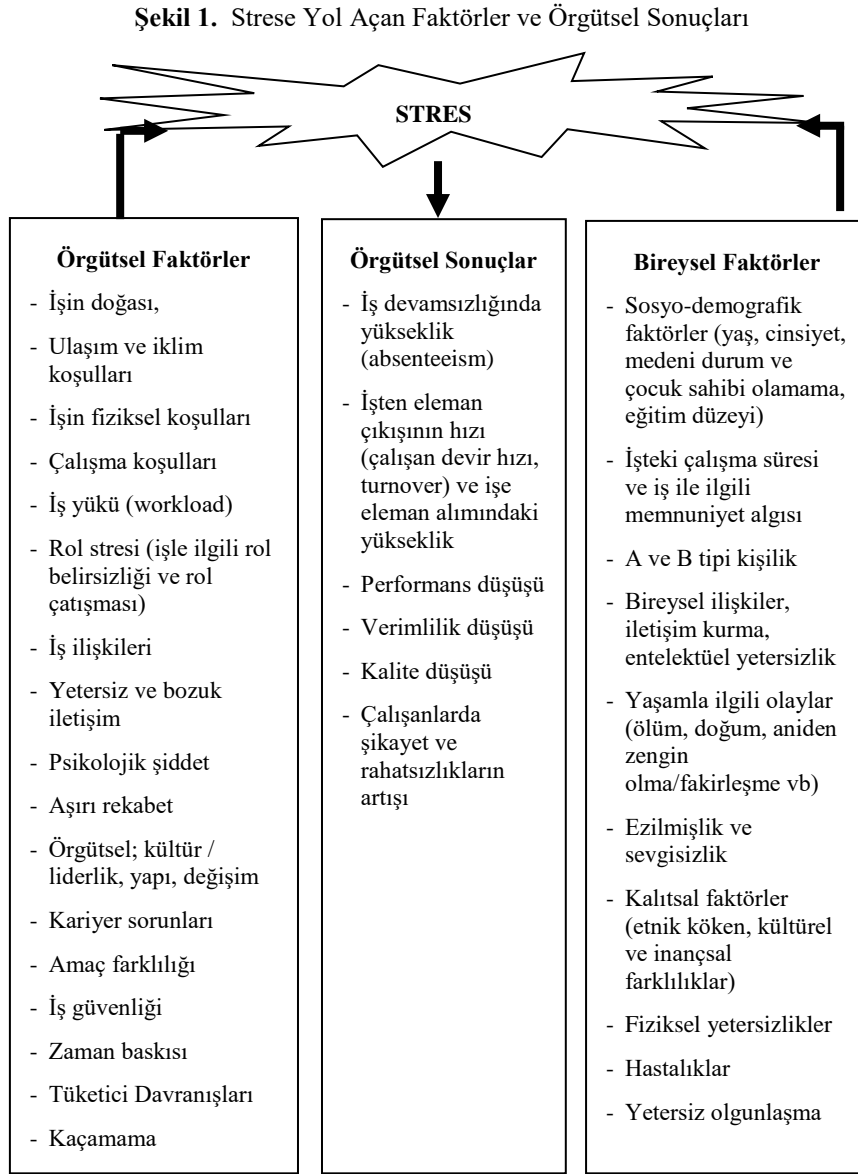 Şekil 1. Strese Yol Açan Faktörler ve Örgütsel Sonuçları
STRES
Örgütsel Faktörler
- İşin doğası,
- Ulaşım ve iklim
koşulları
- İşin fiziksel koşulları
- Çalışma koşulları
- İş yükü (workload)
- Rol stresi (işle ilgili rol
belirsizliği ve rol
çatışması)
- İş ilişkileri
- Yetersiz ve bozuk
iletişim
- Psikolojik şiddet
- Aşırı rekabet
- Örgütsel; kültür /
liderlik, yapı, değişim
- Kariyer sorunları
- Amaç farklılığı
- İş güvenliği
- Zaman baskısı
- Tüketici Davranışları
- Kaçamama
Örgütsel Sonuçlar
- İş devamsızlığında
yükseklik
(absenteeism)
- İşten eleman
çıkışının hızı
(çalışan devir hızı,
turnover) ve işe
eleman alımındaki
yükseklik
- Performans düşüşü
- Verimlilik düşüşü
- Kalite düşüşü
- Çalışanlarda
şikayet ve
rahatsızlıkların
artışı
Bireysel Faktörler
- Sosyo-demografik
faktörler (yaş, cinsiyet,
medeni durum ve
çocuk sahibi olamama,
eğitim düzeyi)
- İşteki çalışma süresi
ve iş ile ilgili
memnuniyet algısı
- A ve B tipi kişilik
- Bireysel ilişkiler,
iletişim kurma,
entelektüel yetersizlik
- Yaşamla ilgili olaylar
(ölüm, doğum, aniden
zengin
olma/fakirleşme vb)
- Ezilmişlik ve
sevgisizlik
- Kalıtsal faktörler
(etnik köken, kültürel
ve inançsal
farklılıklar)
- Fiziksel yetersizlikler
- Hastalıklar
- Yetersiz olgunlaşma